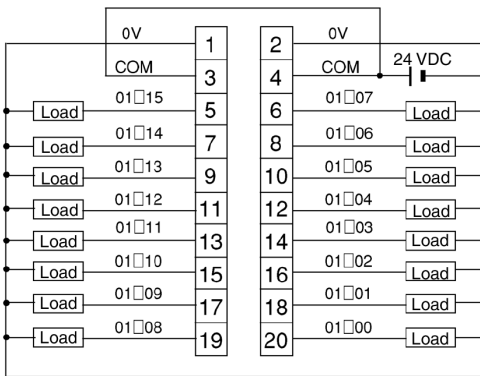 0V 1 2 0V
COM 3 4 COM 24 VDC
Load 01□15 5 6 01□07 Load
Load 01□14 7 8 01□06 Load
Load 01□13 9 10 01□05 Load
Load 01□12 11 12 01□04 Load
Load 01□11 13 14 01□03 Load
Load 01□10 15 16 01□02 Load
Load 01□09 17 18 01□01 Load
Load 01□08 19 20 01□00 Load